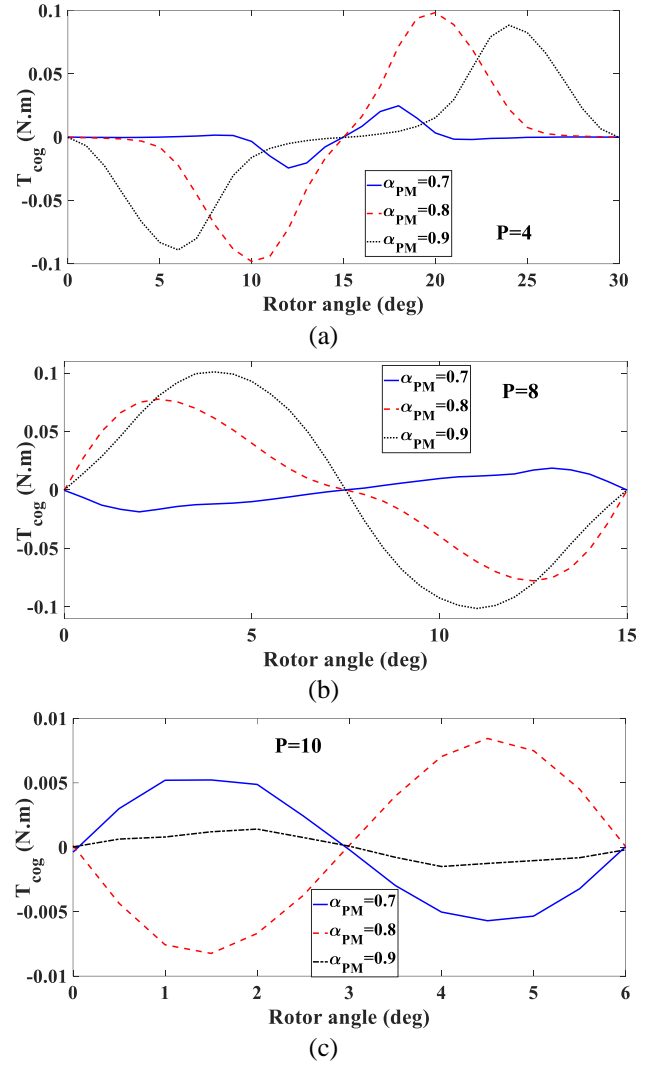 0.1
0.05
0
-0.05
-0.1
T_cog (N.m)
α_PM=0.7
α_PM=0.8
α_PM=0.9
P=4
0 5 10 15 20 25 30
Rotor angle (deg)
(a)
0.1
0.05
0
-0.05
-0.1
T_cog (N.m)
α_PM=0.7
α_PM=0.8
α_PM=0.9
P=8
0 5 10 15
Rotor angle (deg)
(b)
0.01
0.005
0
-0.005
-0.01
T_cog (N.m)
P=10
α_PM=0.7
α_PM=0.8
α_PM=0.9
0 1 2 3 4 5 6
Rotor angle (deg)
(c)